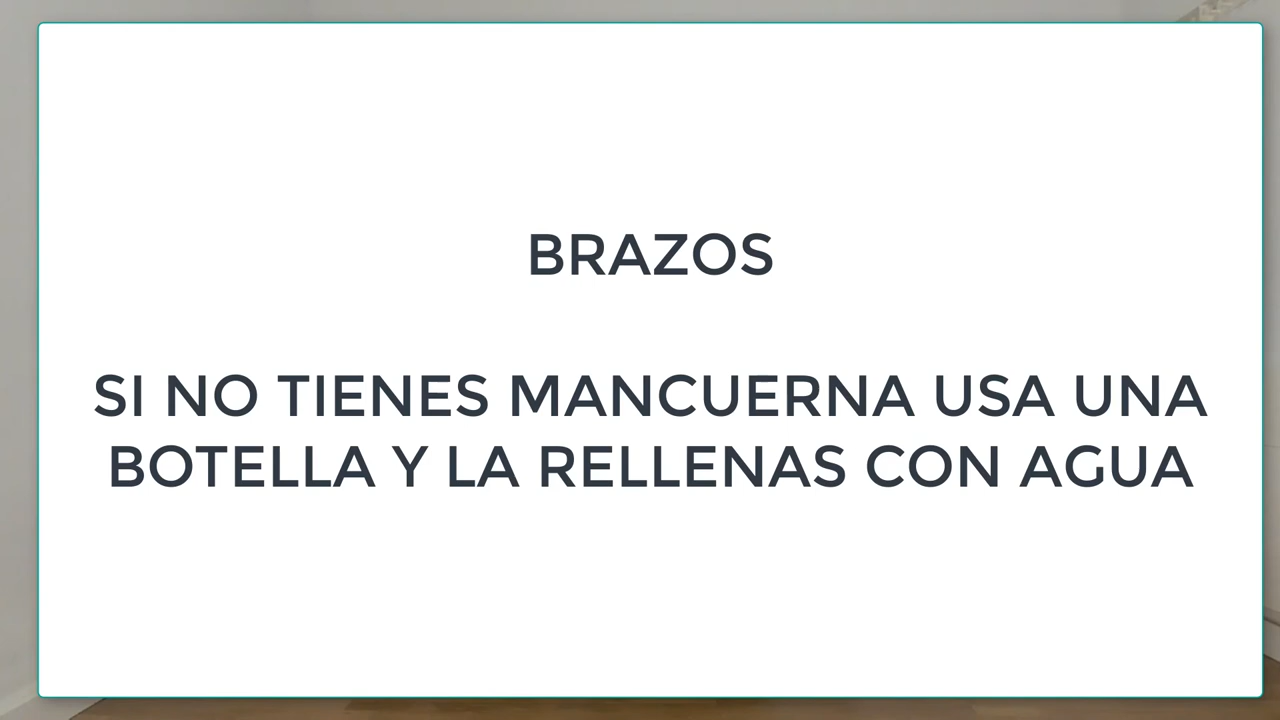 BRAZOS
SI NO TIENES MANCUERNA USA UNA
BOTELLA Y LA RELLENAS CON AGUA